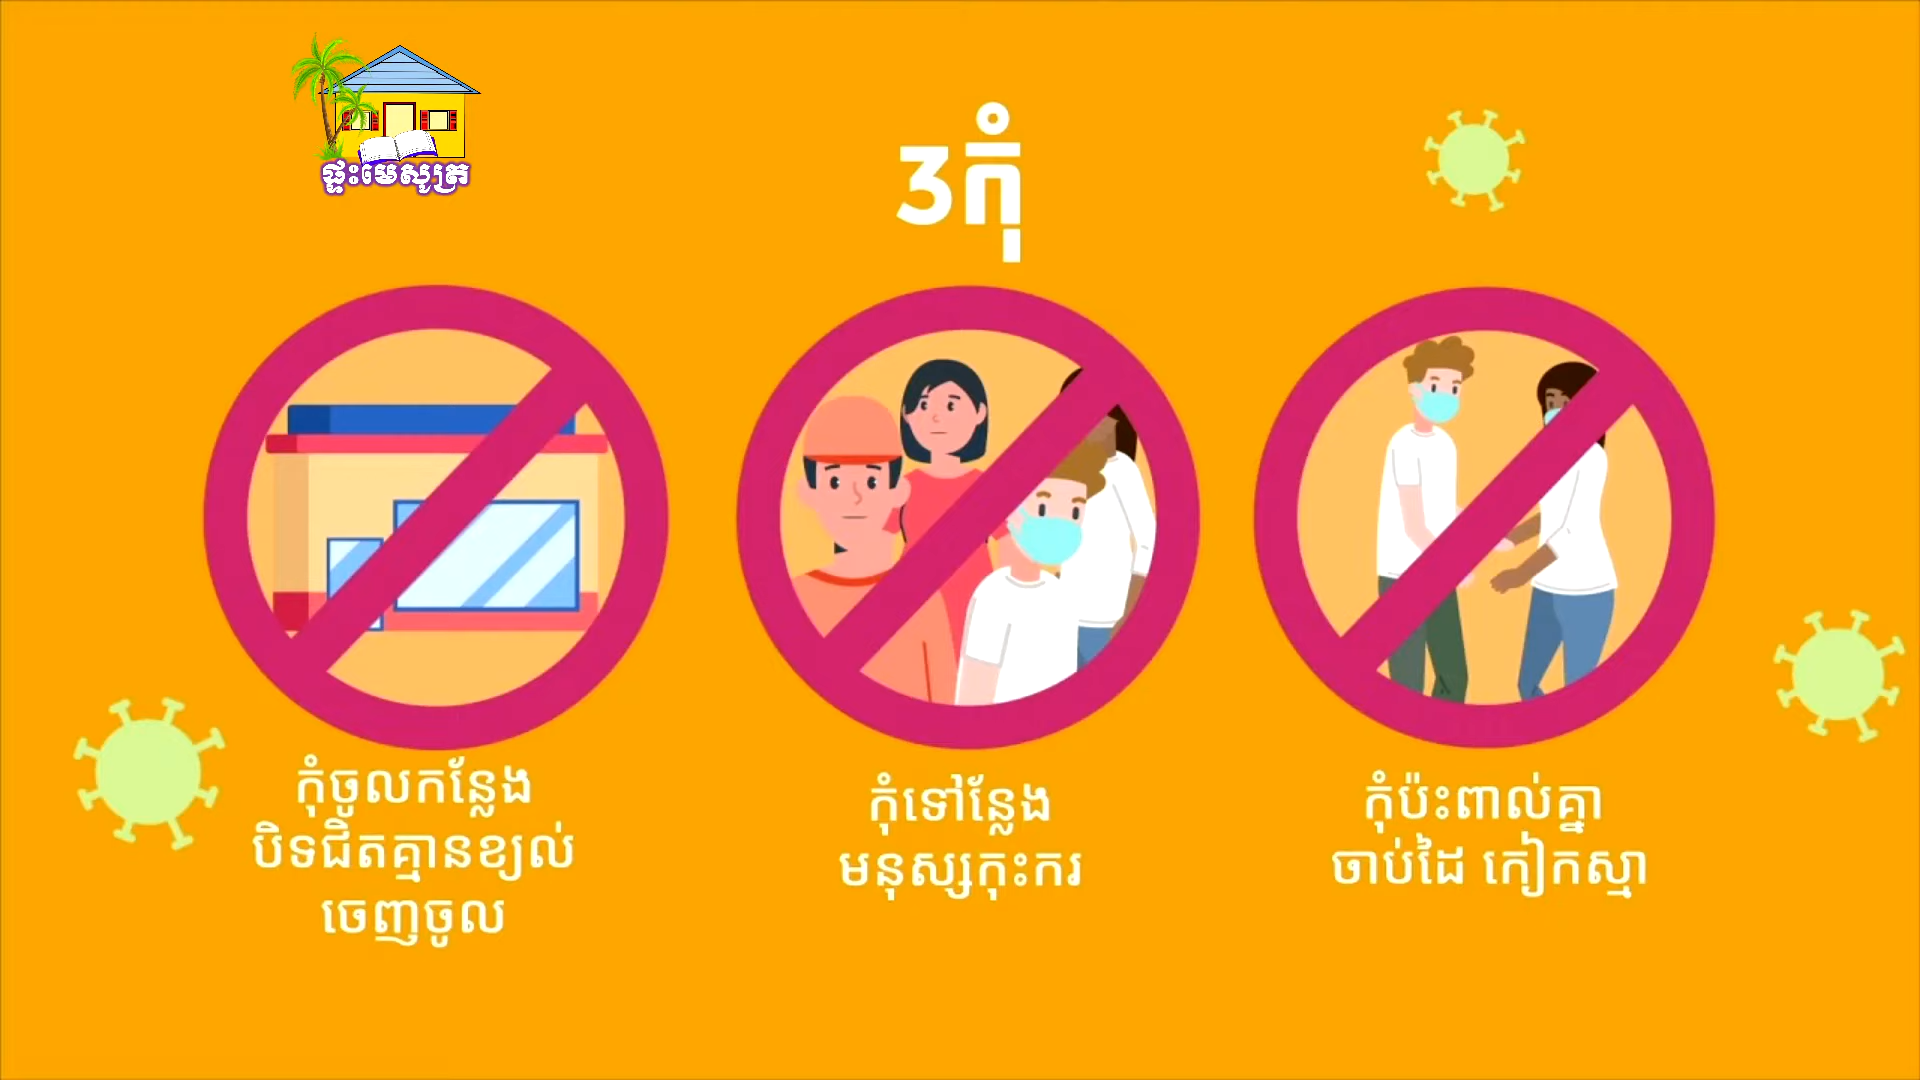 ផ្ទះមេសូត្រ
3កុំ
កុំចូលកន្លែង
បិទជិតគ្មានខ្យល់
ចេញចូល
កុំទៅន្លែង
មនុស្សកុះករ
កុំប៉ះពាល់គ្នា
ចាប់ដៃ កៀកស្មា